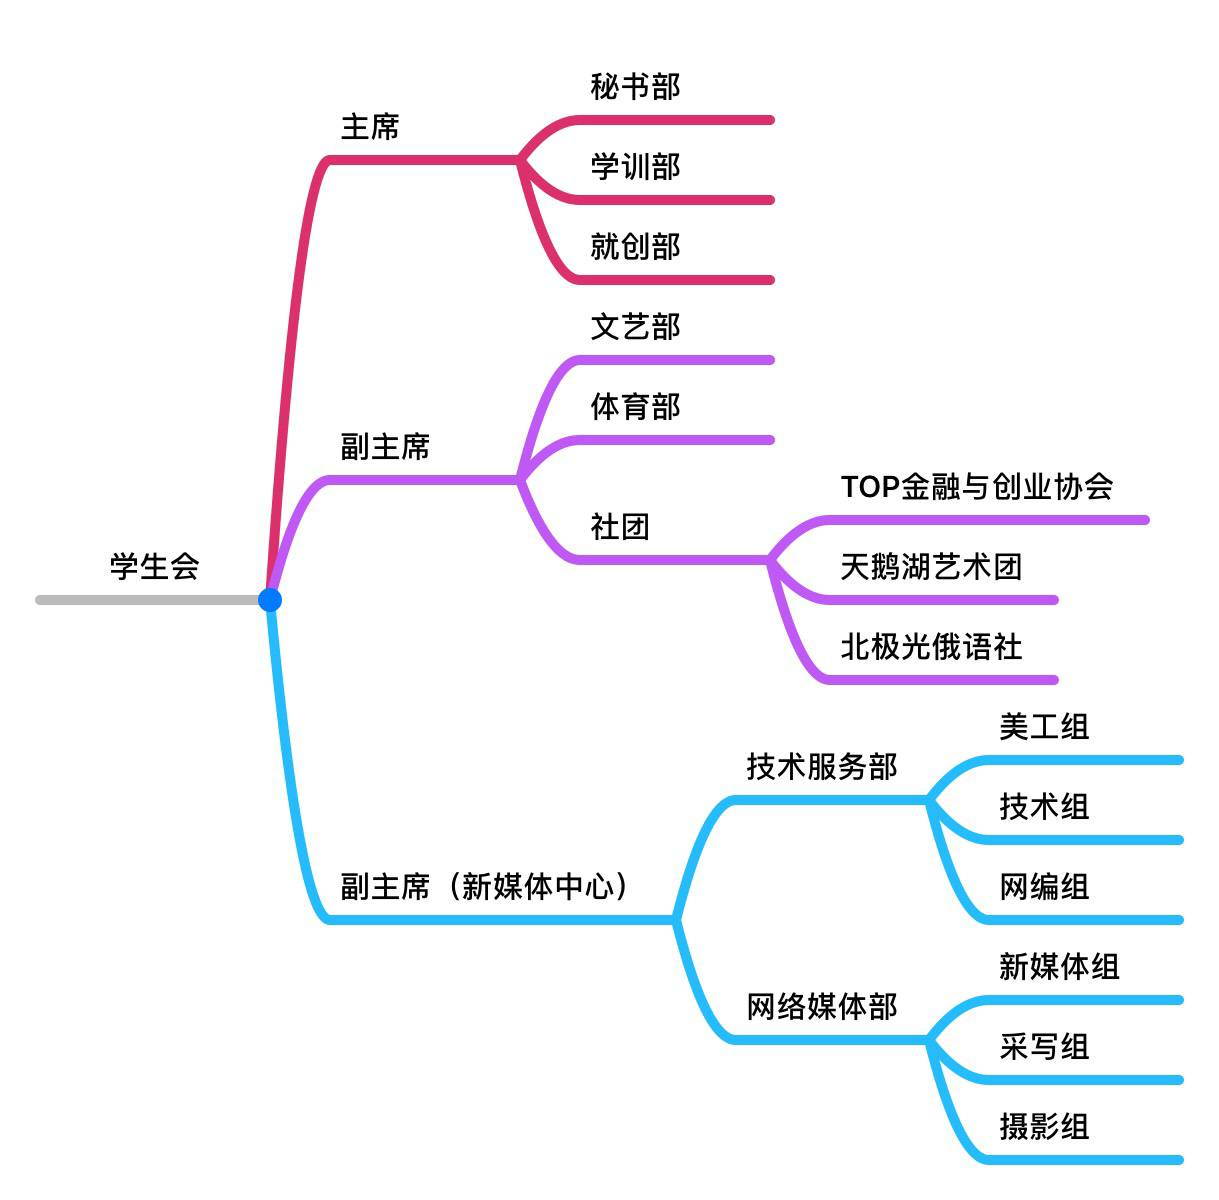 秘书部
主席
学训部
就创部
文艺部
体育部
副主席
TOP金融与创业协会
社团
天鹅湖艺术团
学生会
北极光俄语社
美工组
技术服务部
技术组
网编组
副主席（新媒体中心）
新媒体组
网络媒体部
采写组
摄影组